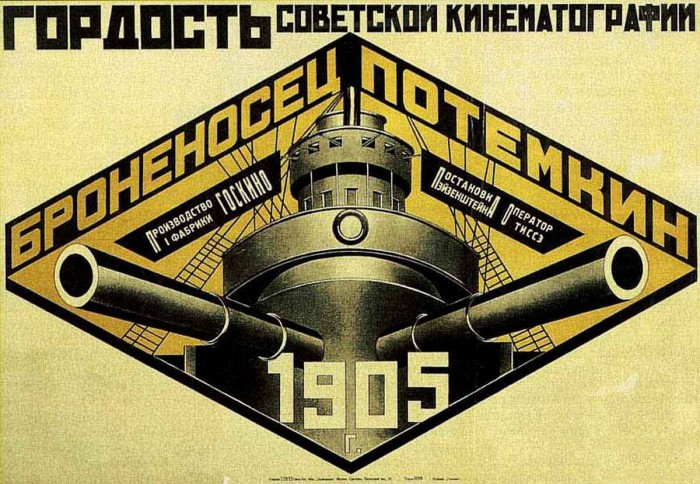 ГОРДОСТЬ СОВЕТСКОЙ КИНЕМАТОГРАФИИ
БРОНЕНОСЕЦ ПОТЕМКИН
ПРОИЗВОДСТВО
I ФАБРИКИ ГОСКИНО
ПОСТАНОВКА
ЭЙЗЕНШТЕЙНА
ОПЕРАТОР
ТИССЭ
1905
Г.